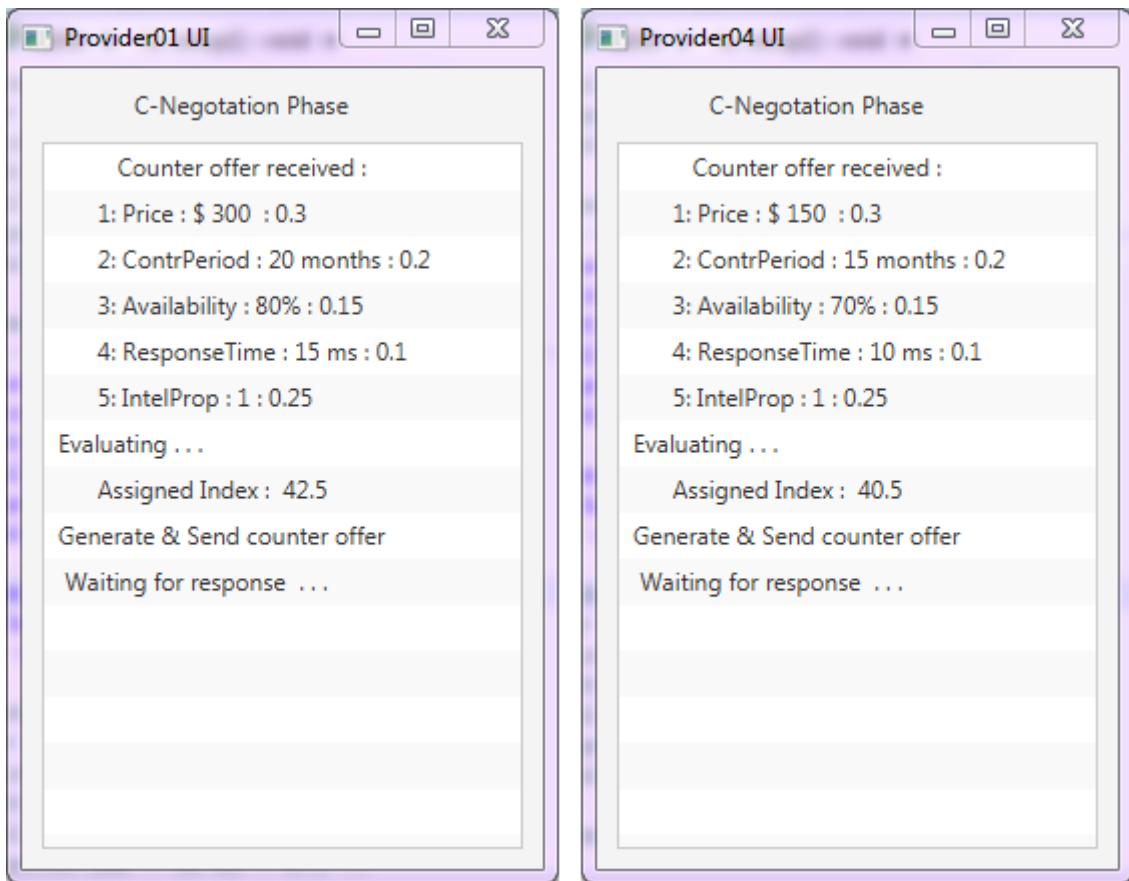 Provider01 UI
C-Negotation Phase
Counter offer received :
1: Price : $ 300 : 0.3
2: ContrPeriod : 20 months : 0.2
3: Availability : 80% : 0.15
4: ResponseTime : 15 ms : 0.1
5: IntelProp : 1 : 0.25
Evaluating . . .
Assigned Index : 42.5
Generate & Send counter offer
Waiting for response . . .
Provider04 UI
C-Negotation Phase
Counter offer received :
1: Price : $ 150 : 0.3
2: ContrPeriod : 15 months : 0.2
3: Availability : 70% : 0.15
4: ResponseTime : 10 ms : 0.1
5: IntelProp : 1 : 0.25
Evaluating . . .
Assigned Index : 40.5
Generate & Send counter offer
Waiting for response . . .